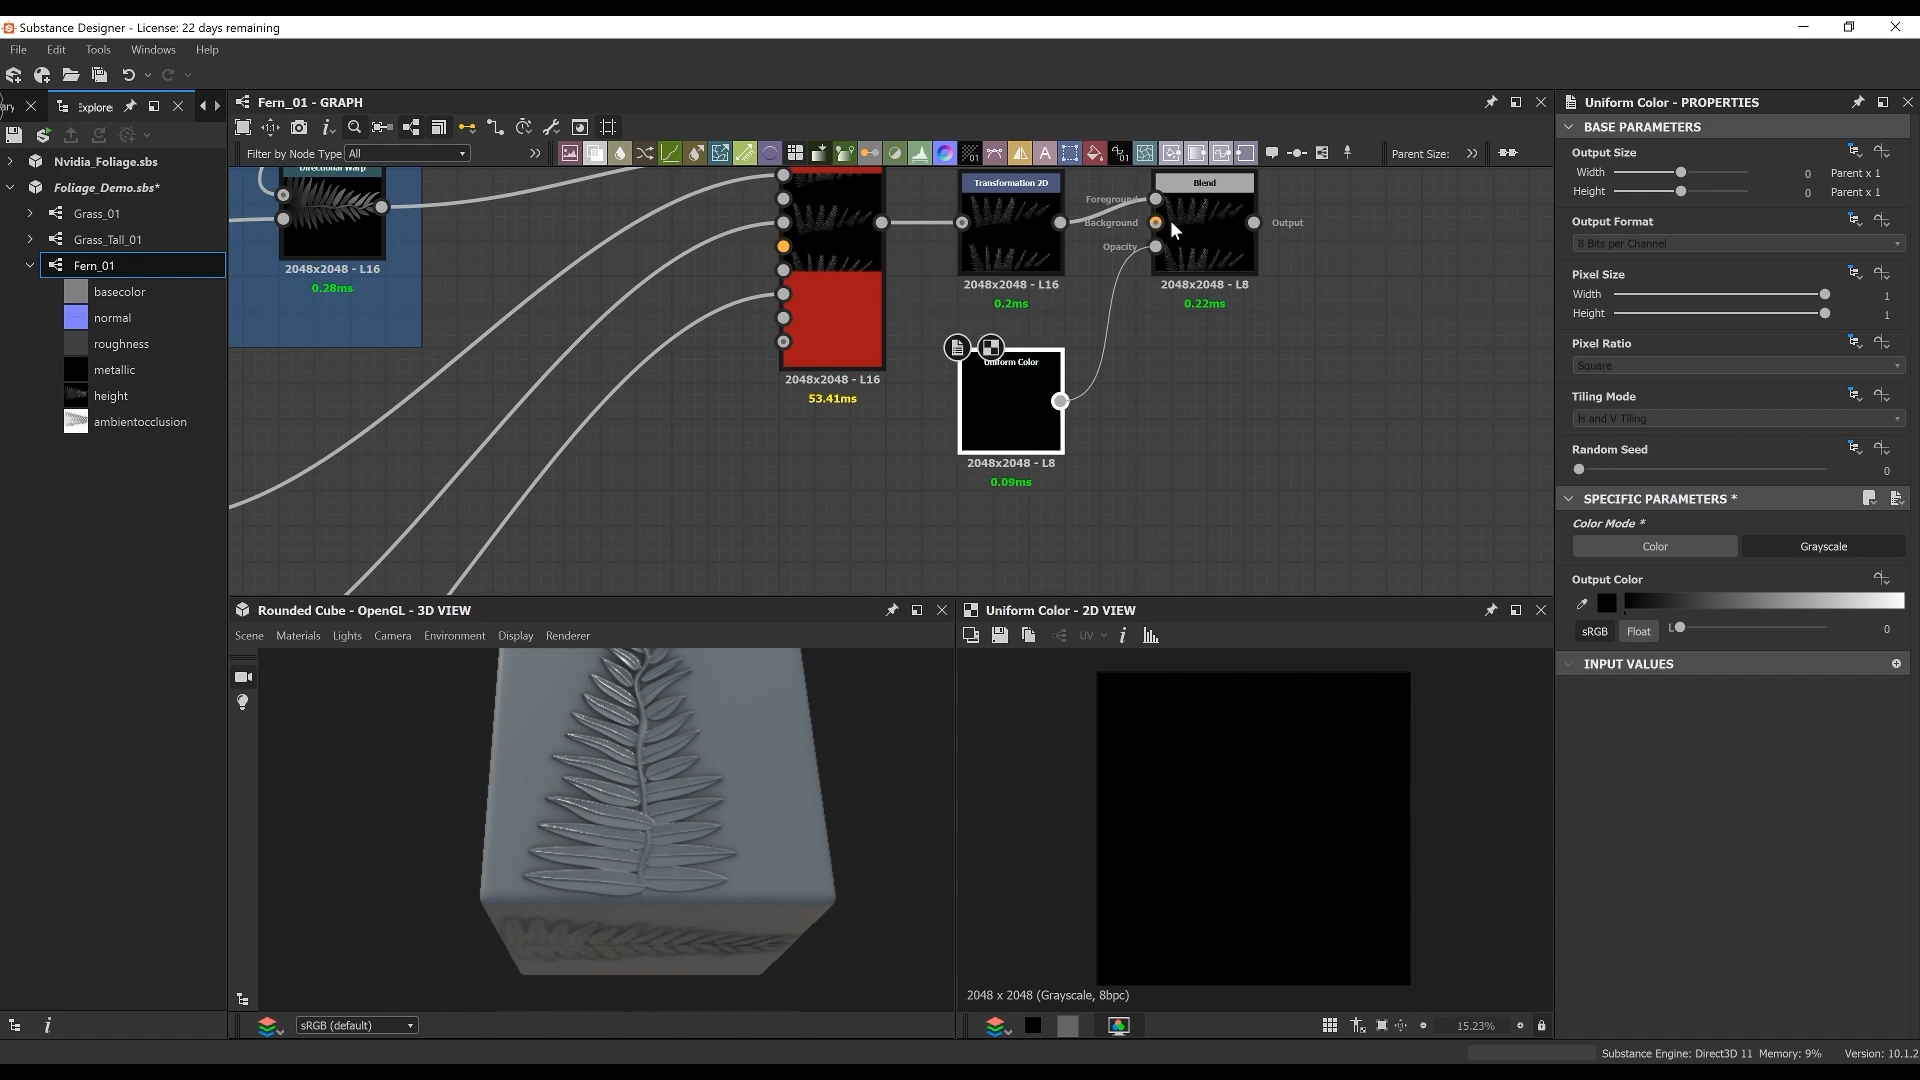 Substance Designer - License: 22 days remaining
File Edit Tools Windows Help
ary Explorer
Fern_01 - GRAPH
Uniform Color - PROPERTIES
Filter by Node Type All
Parent Size:
Nvidia_Foliage.sbs
Foliage_Demo.sbs*
Grass_01
Grass_Tall_01
Fern_01
basecolor
normal
roughness
metallic
height
ambientocclusion
Directional Warp
2048x2048 - L16
0.28ms
2048x2048 - L16
53.41ms
Transformation 2D
2048x2048 - L16
0.2ms
Foreground
Background
Opacity
Blend
Output
2048x2048 - L8
0.22ms
Uniform Color
2048x2048 - L8
0.09ms
BASE PARAMETERS
Output Size
Width 0 Parent x 1
Height 0 Parent x 1
Output Format
8 Bits per Channel
Pixel Size
Width 1
Height 1
Pixel Ratio
Square
Tiling Mode
H and V Tiling
Random Seed
0
SPECIFIC PARAMETERS *
Color Mode *
Color Grayscale
Output Color
sRGB Float L 0
INPUT VALUES
Rounded Cube - OpenGL - 3D VIEW
Scene Materials Lights Camera Environment Display Renderer
sRGB (default)
Uniform Color - 2D VIEW
UV
2048 x 2048 (Grayscale, 8bpc)
15.23%
Substance Engine: Direct3D 11 Memory: 9% Version: 10.1.2